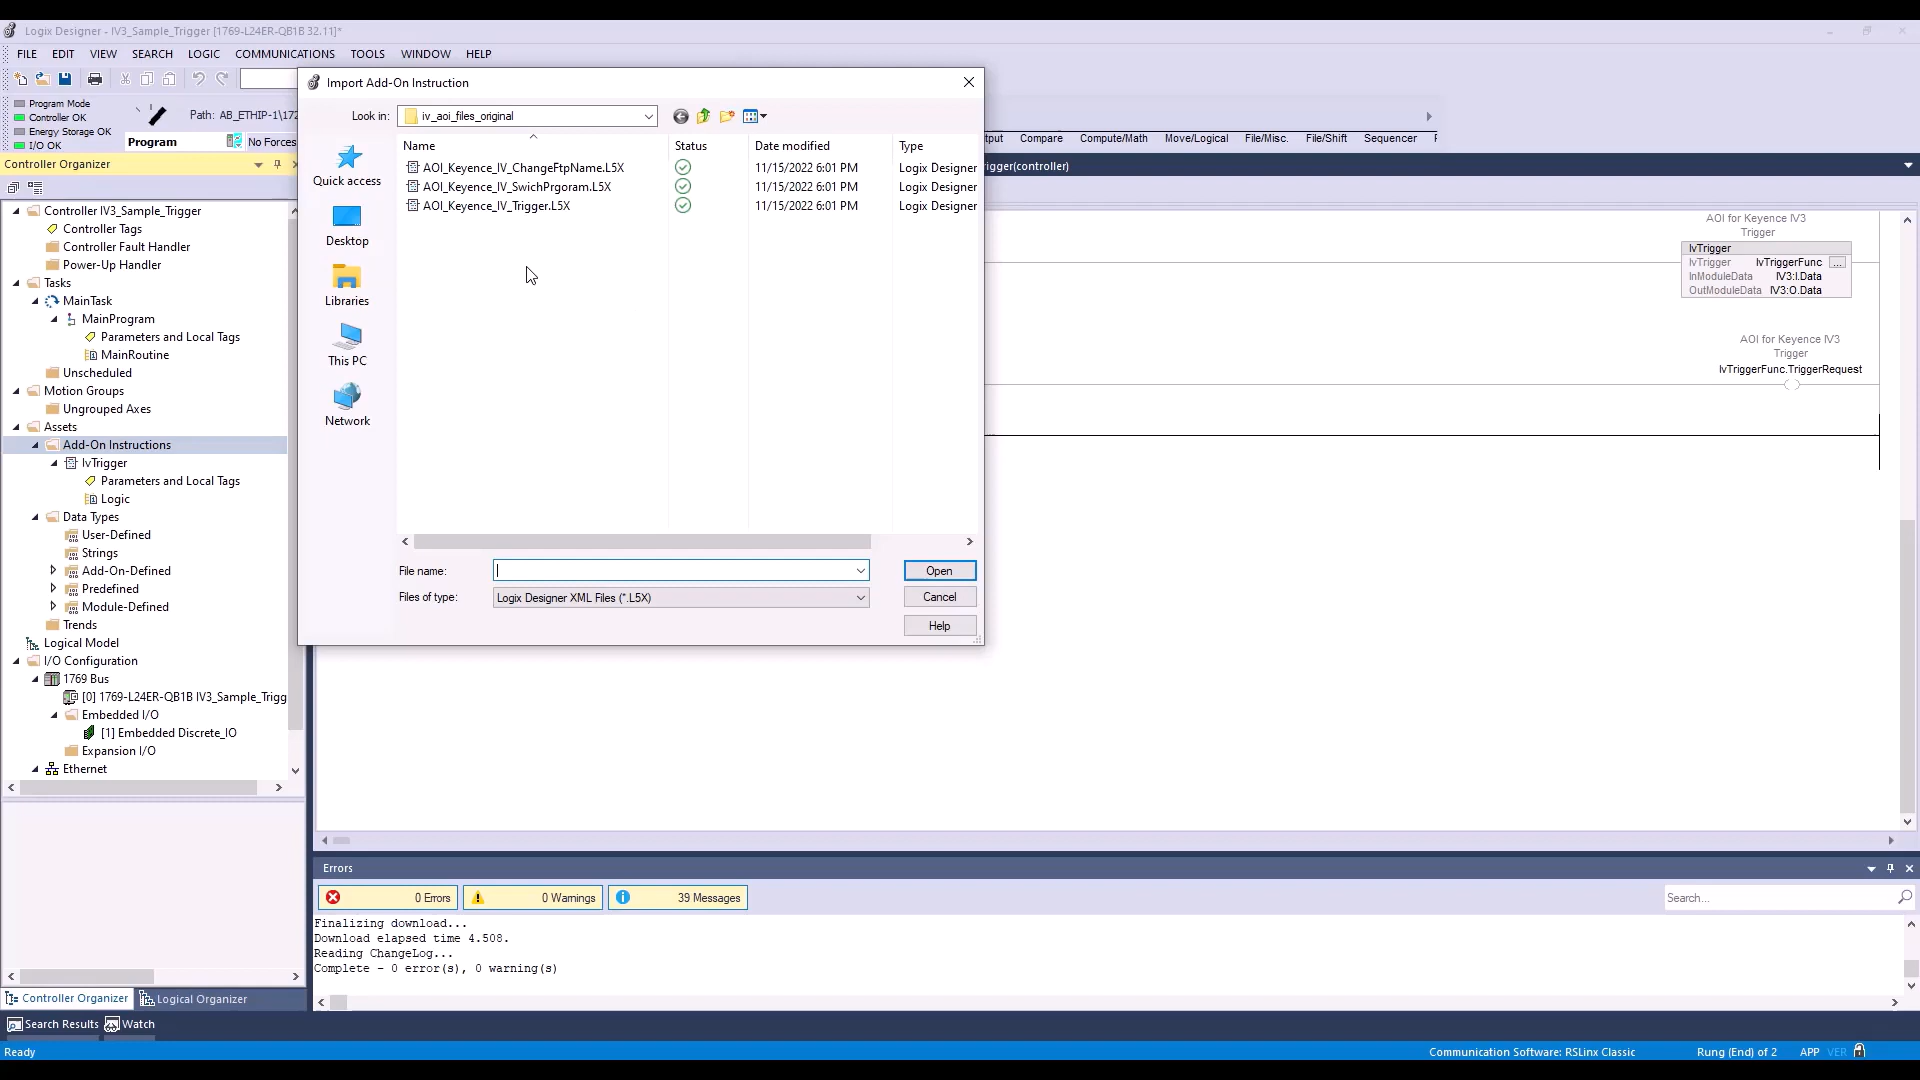 Logix Designer - IV3_Sample_Trigger [1769-L24ER-QB1B 32.11]*
FILE EDIT VIEW SEARCH LOGIC COMMUNICATIONS TOOLS WINDOW HELP
Program Mode
Controller OK
Energy Storage OK
I/O OK
Path: AB_ETHIP-1\172
Program
No Forces
Compare Compute/Math Move/Logical File/Misc. File/Shift Sequencer
Import Add-On Instruction
Look in: iv_aoi_files_original
Quick access
Desktop
Libraries
This PC
Network
Name Status Date modified Type
AOI_Keyence_IV_ChangeFtpName.L5X 11/15/2022 6:01 PM Logix Designer
AOI_Keyence_IV_SwichPrgoram.L5X 11/15/2022 6:01 PM Logix Designer
AOI_Keyence_IV_Trigger.L5X 11/15/2022 6:01 PM Logix Designer
File name: Open
Files of type: Logix Designer XML Files (*.L5X) Cancel
Help
Controller Organizer
Controller IV3_Sample_Trigger
Controller Tags
Controller Fault Handler
Power-Up Handler
Tasks
MainTask
MainProgram
Parameters and Local Tags
MainRoutine
Unscheduled
Motion Groups
Ungrouped Axes
Assets
Add-On Instructions
IvTrigger
Parameters and Local Tags
Logic
Data Types
User-Defined
Strings
Add-On-Defined
Predefined
Module-Defined
Trends
Logical Model
I/O Configuration
1769 Bus
[0] 1769-L24ER-QB1B IV3_Sample_Trigg
Embedded I/O
[1] Embedded Discrete_IO
Expansion I/O
Ethernet
Controller Organizer Logical Organizer
igger(controller)
AOI for Keyence IV3
Trigger
IvTrigger
IvTrigger IvTriggerFunc ...
InModuleData IV3:I.Data
OutModuleData IV3:O.Data
AOI for Keyence IV3
Trigger
IvTriggerFunc.TriggerRequest
Errors
0 Errors 0 Warnings 39 Messages Search...
Finalizing download...
Download elapsed time 4.508.
Reading ChangeLog...
Complete - 0 error(s), 0 warning(s)
Search Results Watch
Ready
Communication Software: RSLinx Classic Rung (End) of 2 APP VER